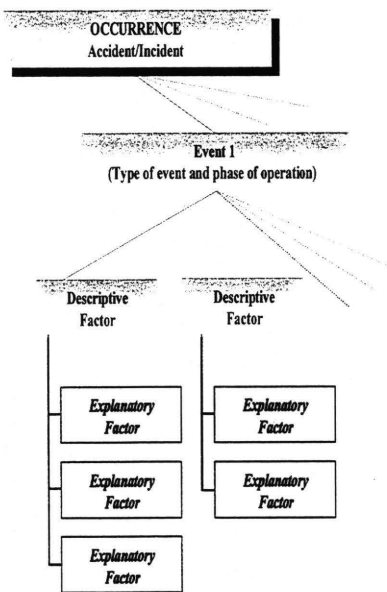 OCCURRENCE
Accident/Incident
Event 1
(Type of event and phase of operation)
Descriptive
Factor
Descriptive
Factor
Explanatory
Factor
Explanatory
Factor
Explanatory
Factor
Explanatory
Factor
Explanatory
Factor